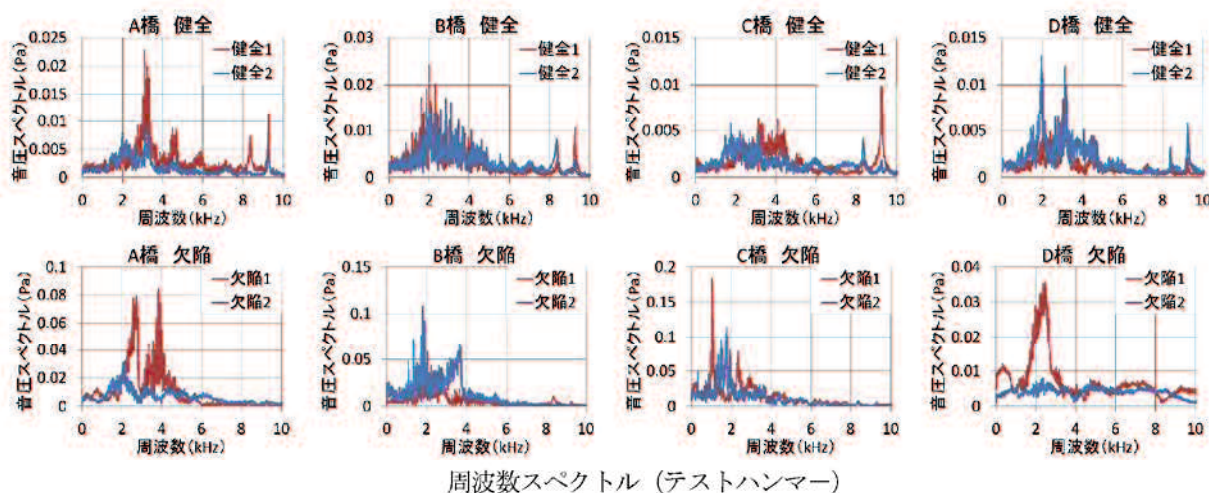 A橋 健全
音圧スペクトル(Pa)
0.025
0.02
0.015
0.01
0.005
0
健全1
健全2
0 2 4 6 8 10
周波数(kHz)
B橋 健全
音圧スペクトル(Pa)
0.03
0.02
0.01
0
健全1
健全2
0 2 4 6 8 10
周波数(kHz)
C橋 健全
音圧スペクトル(Pa)
0.015
0.01
0.005
0
健全1
健全2
0 2 4 6 8 10
周波数(kHz)
D橋 健全
音圧スペクトル(Pa)
0.015
0.01
0.005
0
健全1
健全2
0 2 4 6 8 10
周波数(kHz)
A橋 欠陥
音圧スペクトル(Pa)
0.1
0.08
0.06
0.04
0.02
0
欠陥1
欠陥2
0 2 4 6 8 10
周波数(kHz)
B橋 欠陥
音圧スペクトル(Pa)
0.15
0.1
0.05
0
欠陥1
欠陥2
0 2 4 6 8 10
周波数(kHz)
C橋 欠陥
音圧スペクトル(Pa)
0.2
0.15
0.1
0.05
0
欠陥1
欠陥2
0 2 4 6 8 10
周波数(kHz)
D橋 欠陥
音圧スペクトル(Pa)
0.04
0.03
0.02
0.01
0
欠陥1
欠陥2
0 2 4 6 8 10
周波数(kHz)
周波数スペクトル (テストハンマー)